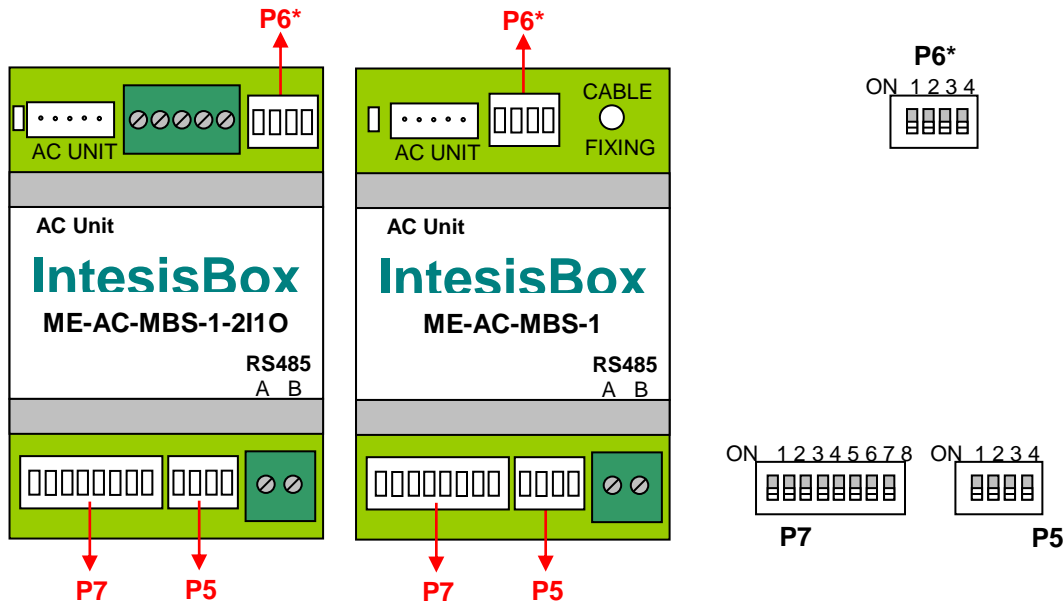 P6*
AC UNIT
AC Unit
IntesisBox
ME-AC-MBS-1-2I1O
RS485
A B
P7
P5
P6*
AC UNIT
CABLE
FIXING
AC Unit
IntesisBox
ME-AC-MBS-1
RS485
A B
P7
P5
P6*
ON 1 2 3 4
ON 1 2 3 4 5 6 7 8
P7
ON 1 2 3 4
P5